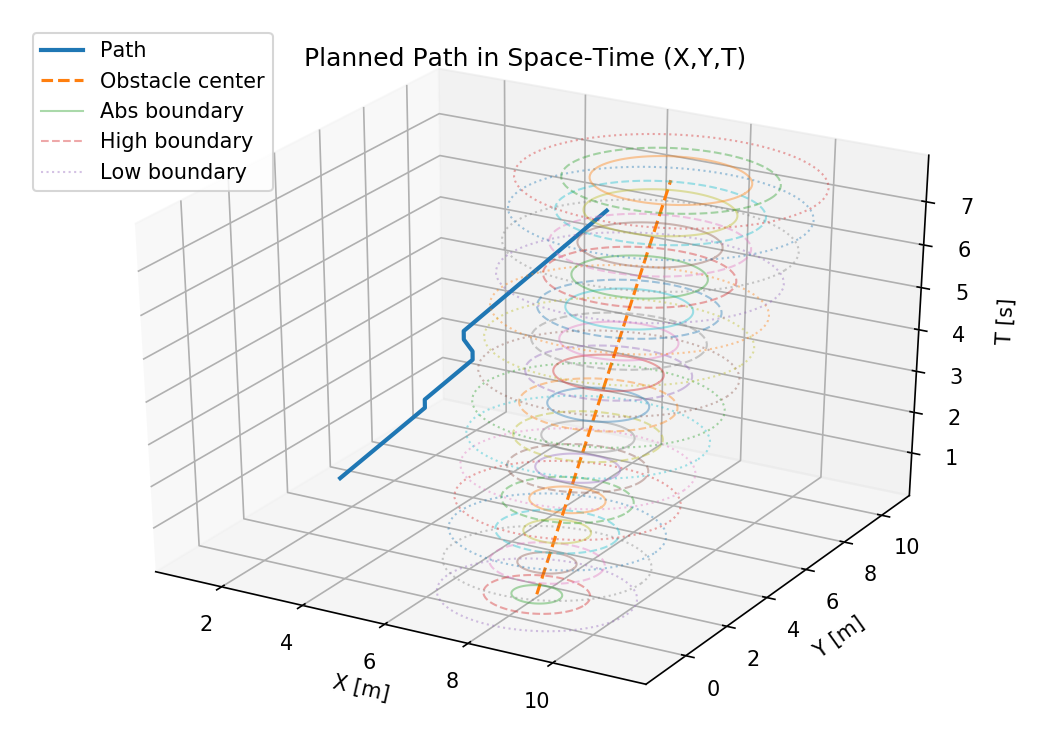 Planned Path in Space-Time (X,Y,T)
Path
Obstacle center
Abs boundary
High boundary
Low boundary
2
4
6
8
10
X [m]
0
2
4
6
8
10
Y [m]
1
2
3
4
5
6
7
T [s]